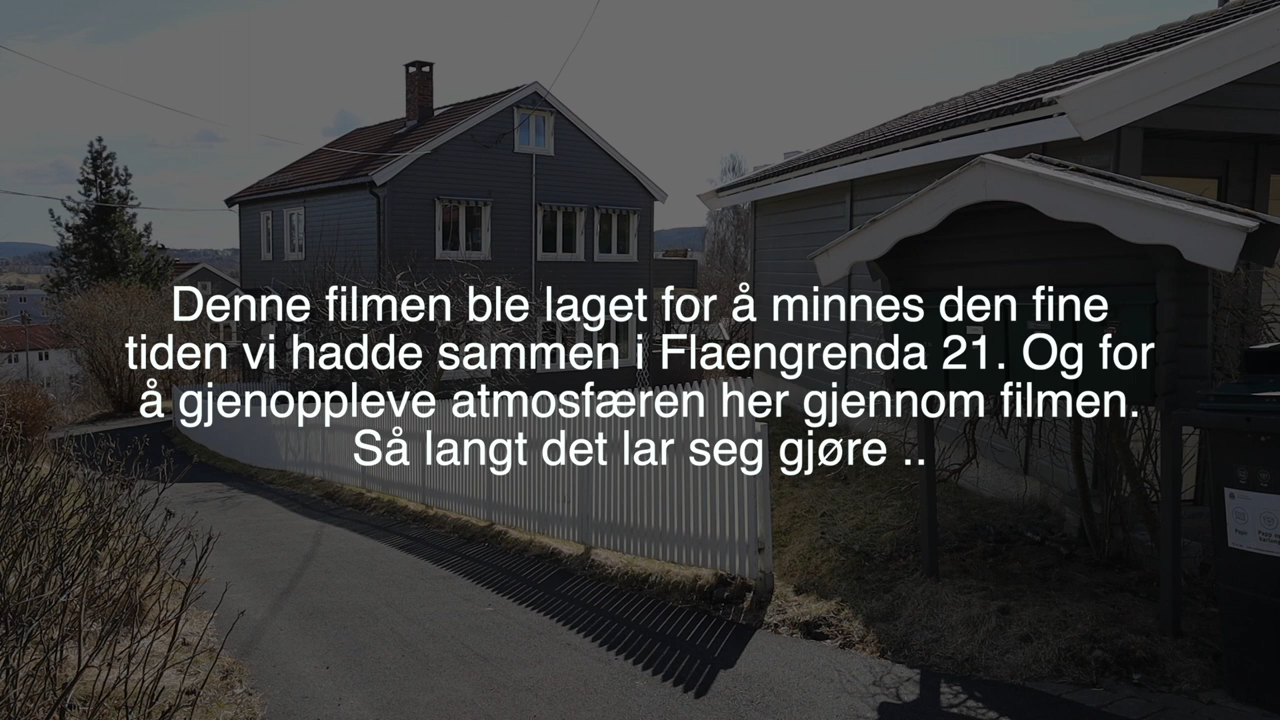 Denne filmen ble laget for å minnes den fine
tiden vi hadde sammen i Flaengrenda 21. Og for
å gjenoppleve atmosfæren her gjennom filmen.
Så langt det lar seg gjøre ..
Papir